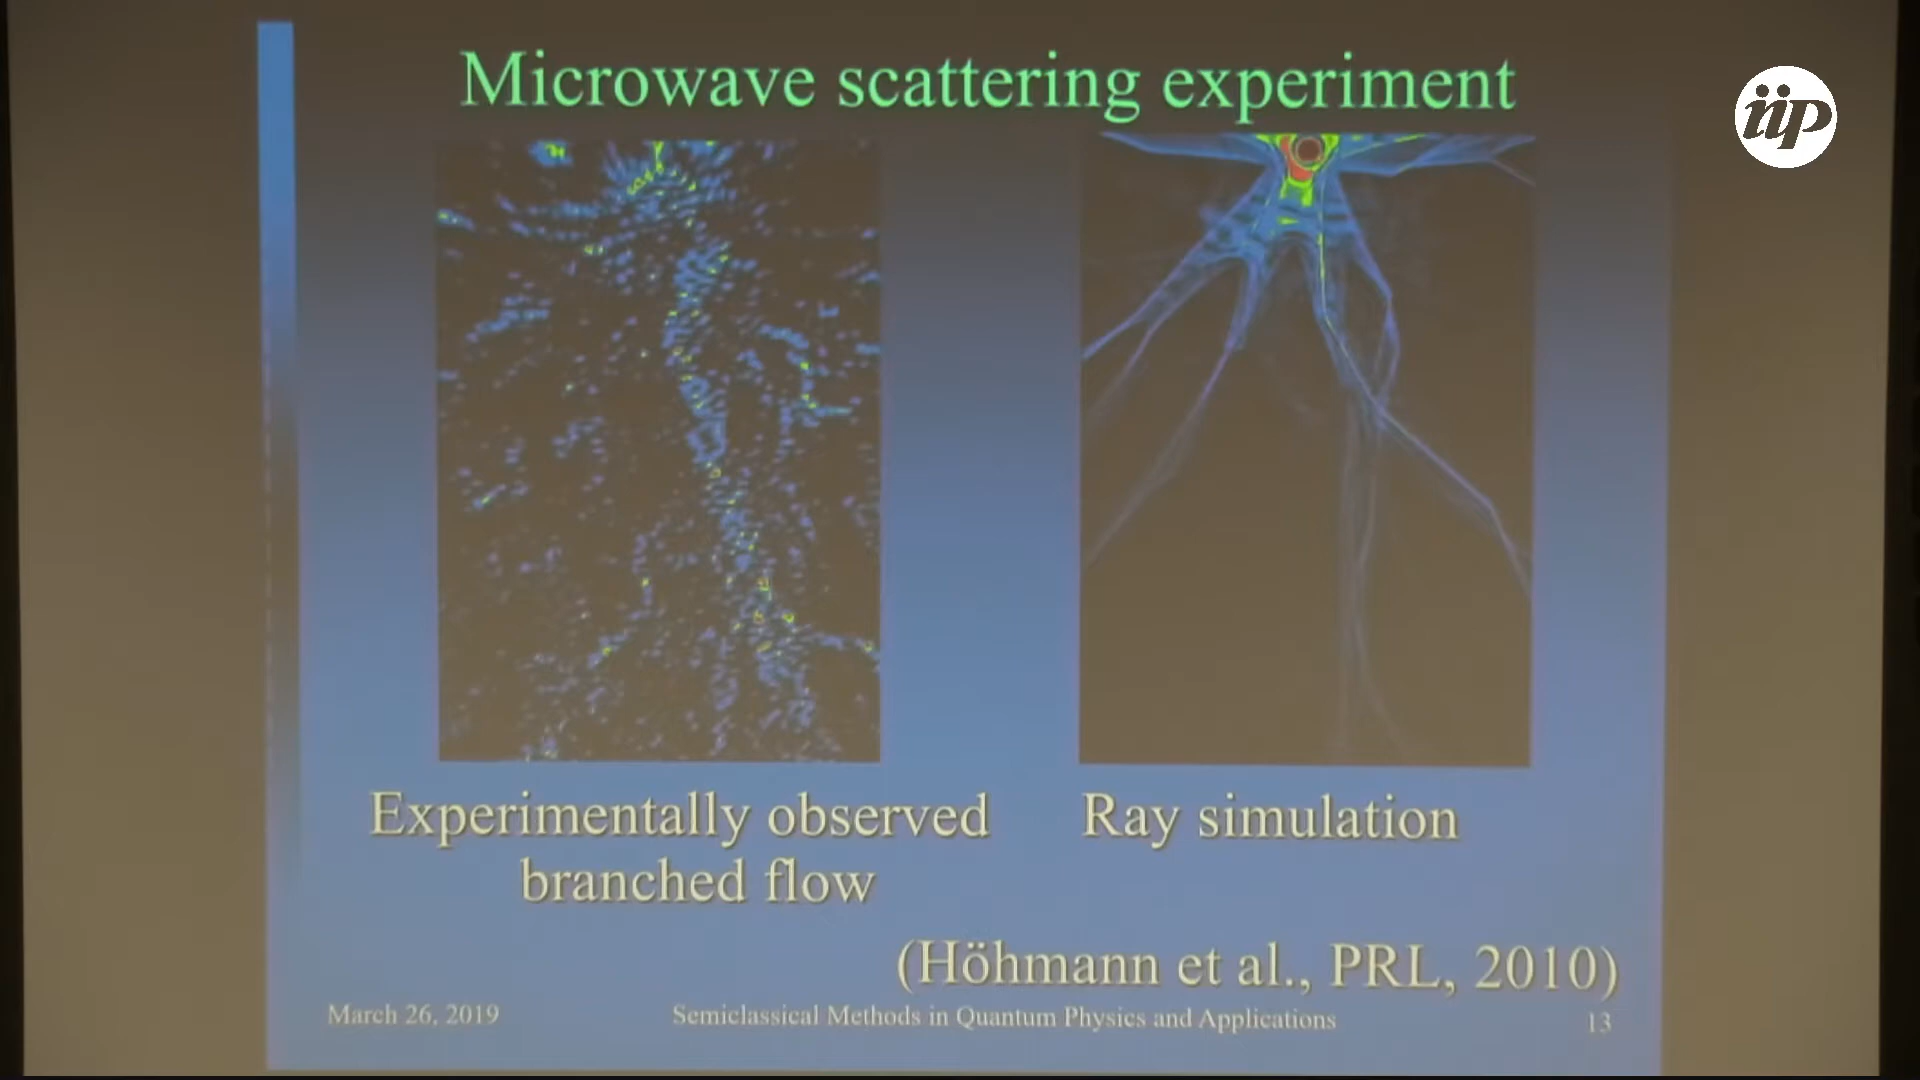 Microwave scattering experiment
iip
Experimentally observed
branched flow
Ray simulation
(Höhmann et al., PRL, 2010)
March 26, 2019
Semiclassical Methods in Quantum Physics and Applications
13